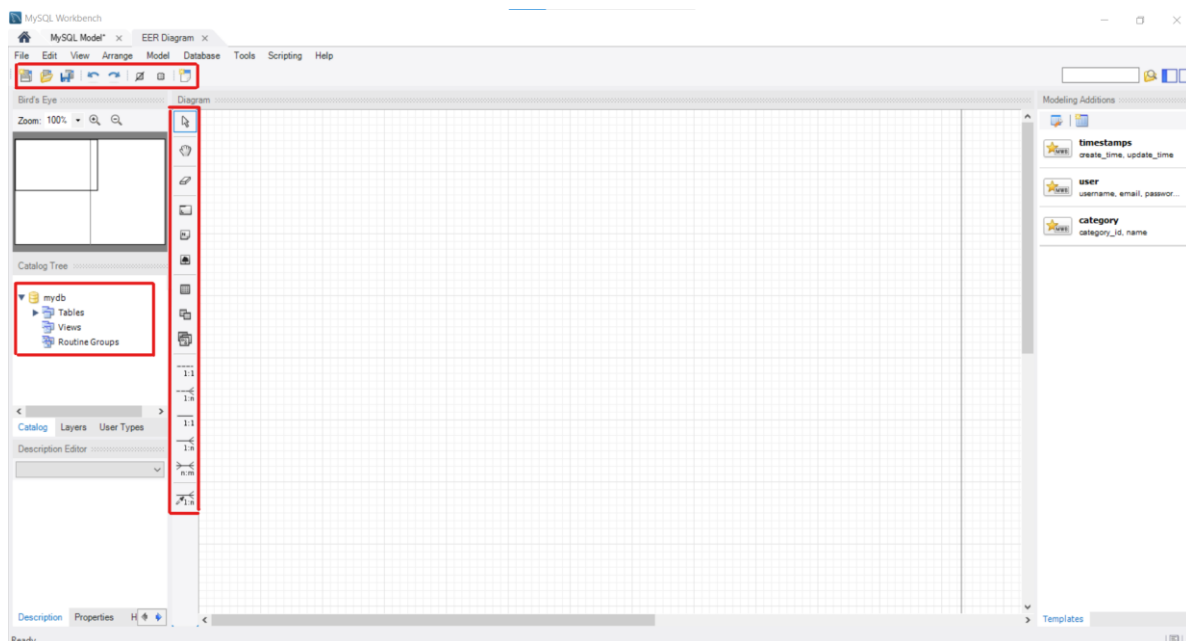 MySQL Workbench
MySQL Model* × EER Diagram ×
File Edit View Arrange Model Database Tools Scripting Help
Bird's Eye
Diagram
Modeling Additions
Zoom: 100%
timestamps
create_time, update_time
user
username, email, passwor...
category
category_id, name
Catalog Tree
mydb
Tables
Views
Routine Groups
1:1
1:n
1:1
1:n
n:m
1:n
Catalog Layers User Types
Description Editor
Description Properties H
Templates
Ready